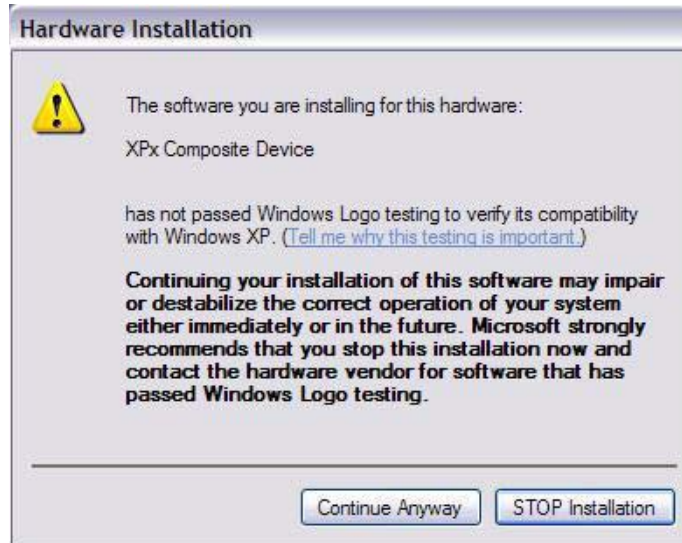 Hardware Installation
The software you are installing for this hardware:
XPx Composite Device
has not passed Windows Logo testing to verify its compatibility
with Windows XP. (Tell me why this testing is important.)
Continuing your installation of this software may impair
or destabilize the correct operation of your system
either immediately or in the future. Microsoft strongly
recommends that you stop this installation now and
contact the hardware vendor for software that has
passed Windows Logo testing.
Continue Anyway STOP Installation